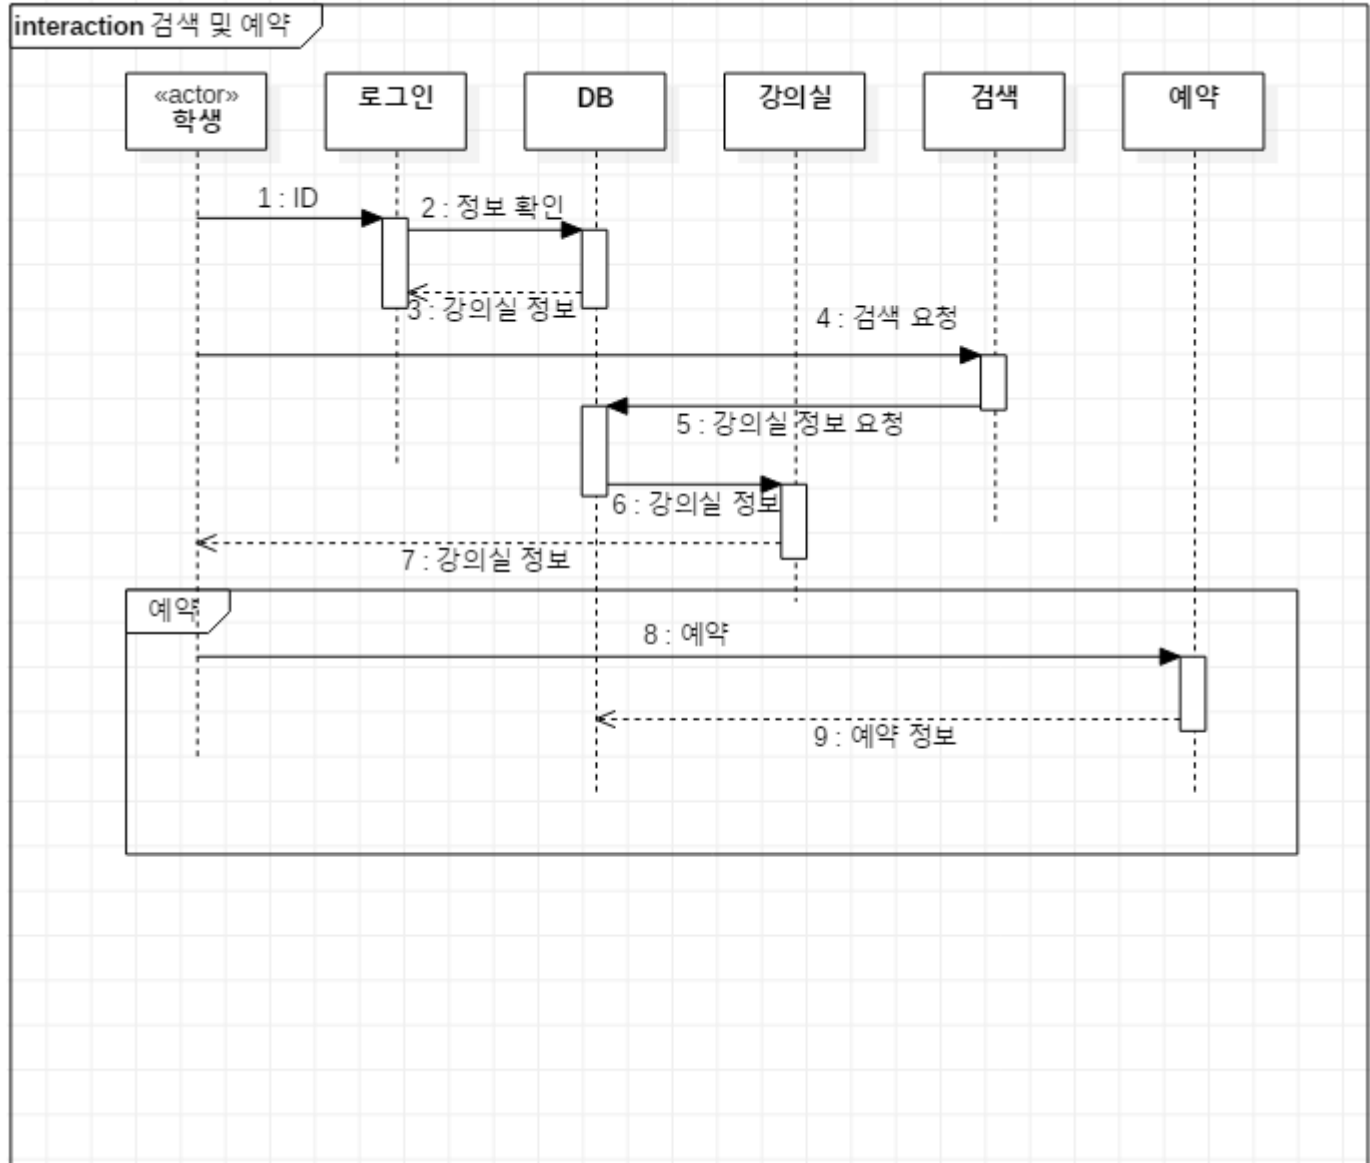 interaction 검색 및 예약
«actor»
학생
로그인
DB
강의실
검색
예약
1 : ID
2 : 정보 확인
3 : 강의실 정보
4 : 검색 요청
5 : 강의실 정보 요청
6 : 강의실 정보
7 : 강의실 정보
예약
8 : 예약
9 : 예약 정보